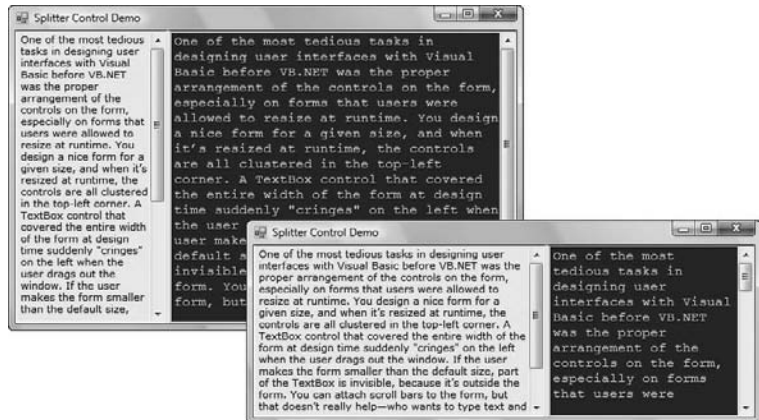 Splitter Control Demo
One of the most tedious
tasks in designing user
interfaces with Visual
Basic before VB.NET
was the proper
arrangement of the
controls on the form,
especially on forms that
users were allowed to
resize at runtime. You
design a nice form for a
given size, and when it's
resized at runtime, the
controls are all clustered
in the top-left corner. A
TextBox control that
covered the entire width
of the form at design
time suddenly "cringes"
on the left when the
user drags out the
window. If the user
makes the form smaller
than the default size,
One of the most tedious tasks in
designing user interfaces with Visual
Basic before VB.NET was the proper
arrangement of the controls on the form,
especially on forms that users were
allowed to resize at runtime. You design
a nice form for a given size, and when
it's resized at runtime, the controls
are all clustered in the top-left
corner. A TextBox control that covered
the entire width of the form at design
time suddenly "cringes" on the left when
the user
user make
default s
invisible
form. You
form, but
Splitter Control Demo
One of the most tedious tasks in designing user
interfaces with Visual Basic before VB.NET was the
proper arrangement of the controls on the form,
especially on forms that users were allowed to
resize at runtime. You design a nice form for a
given size, and when it's resized at runtime, the
controls are all clustered in the top-left corner. A
TextBox control that covered the entire width of the
form at design time suddenly "cringes" on the left
when the user drags out the window. If the user
makes the form smaller than the default size, part
of the TextBox is invisible, because it's outside the
form. You can attach scroll bars to the form, but
that doesn't really help—who wants to type text and
One of the most
tedious tasks in
designing user
interfaces with Visual
Basic before VB.NET
was the proper
arrangement of the
controls on the form,
especially on forms
that users were